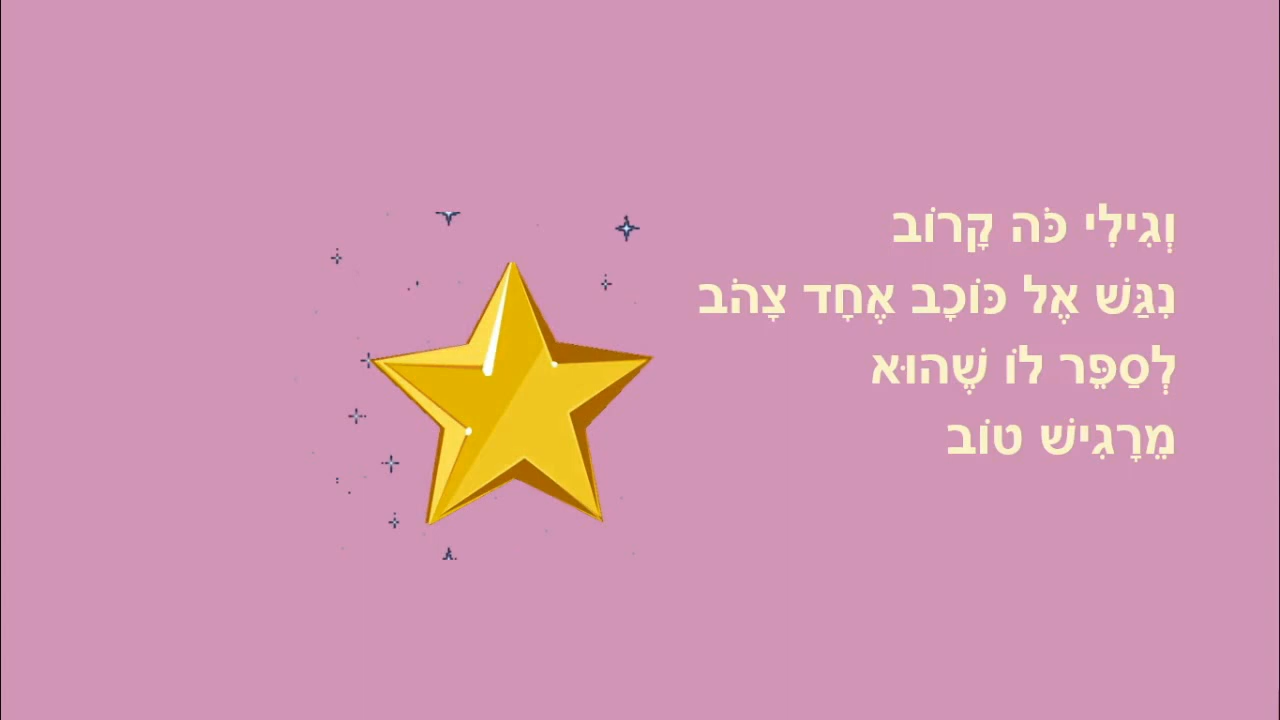 וְגִילִי כֹּה קָרוֹב
נִגַּשׁ אֶל כּוֹכָב אֶחָד צָהֹב
לְסַפֵּר לוֹ שֶׁהוּא
מֵרָגִישׁ טוֹב